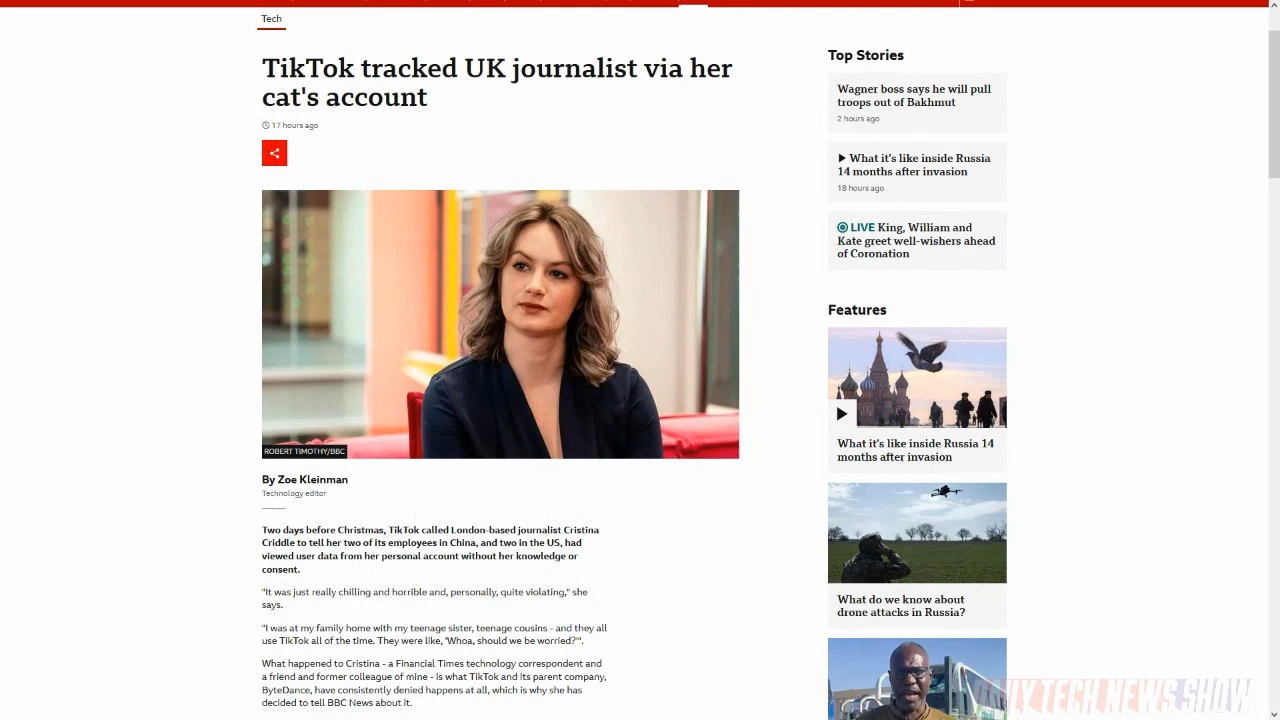 Tech
TikTok tracked UK journalist via her
cat's account
17 hours ago
ROBERT TIMOTHY/BBC
By Zoe Kleinman
Technology editor
Two days before Christmas, TikTok called London-based journalist Cristina
Criddle to tell her two of its employees in China, and two in the US, had
viewed user data from her personal account without her knowledge or
consent.
"It was just really chilling and horrible and, personally, quite violating," she
says.
"I was at my family home with my teenage sister, teenage cousins - and they all
use TikTok all of the time. They were like, 'Whoa, should we be worried?'".
What happened to Cristina - a Financial Times technology correspondent and
a friend and former colleague of mine - is what TikTok and its parent company,
ByteDance, have consistently denied happens at all, which is why she has
decided to tell BBC News about it.
Top Stories
Wagner boss says he will pull
troops out of Bakhmut
2 hours ago
What it's like inside Russia
14 months after invasion
18 hours ago
LIVE King, William and
Kate greet well-wishers ahead
of Coronation
Features
What it's like inside Russia 14
months after invasion
What do we know about
drone attacks in Russia?
TECH NEWS SHOW